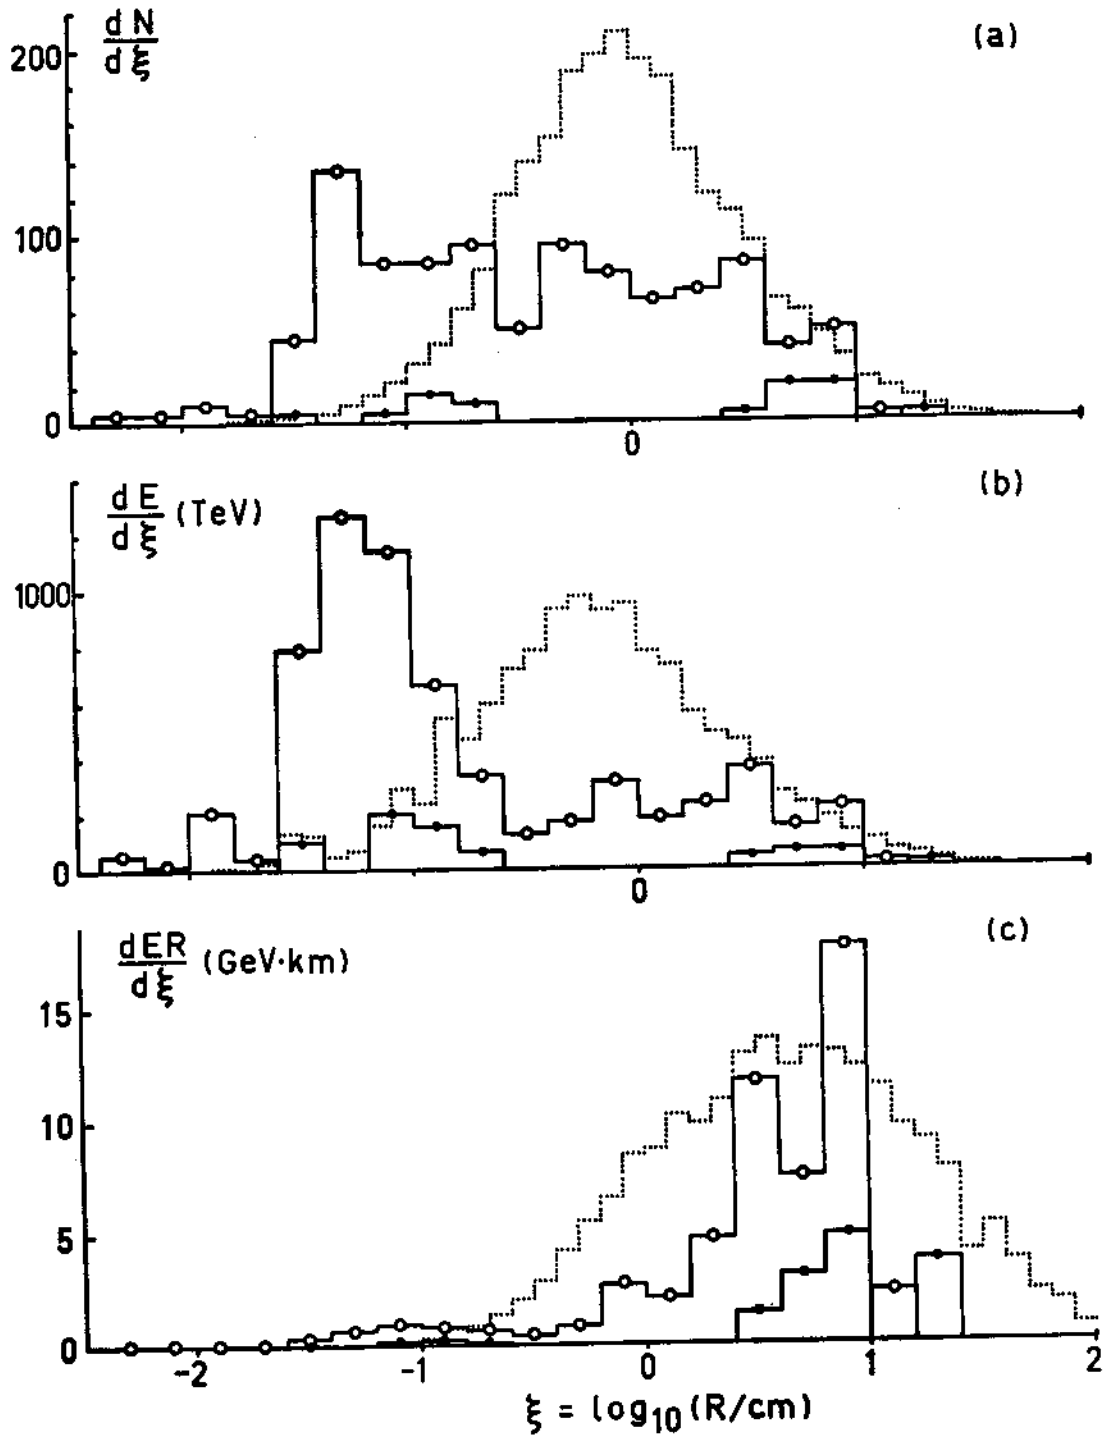 dN
dξ
(a)
200
100
0
0
dE
dξ
(TeV)
(b)
1000
0
0
dER
dξ
(GeV·km)
(c)
15
10
5
0
-2
-1
0
1
2
ξ = log10 (R/cm)